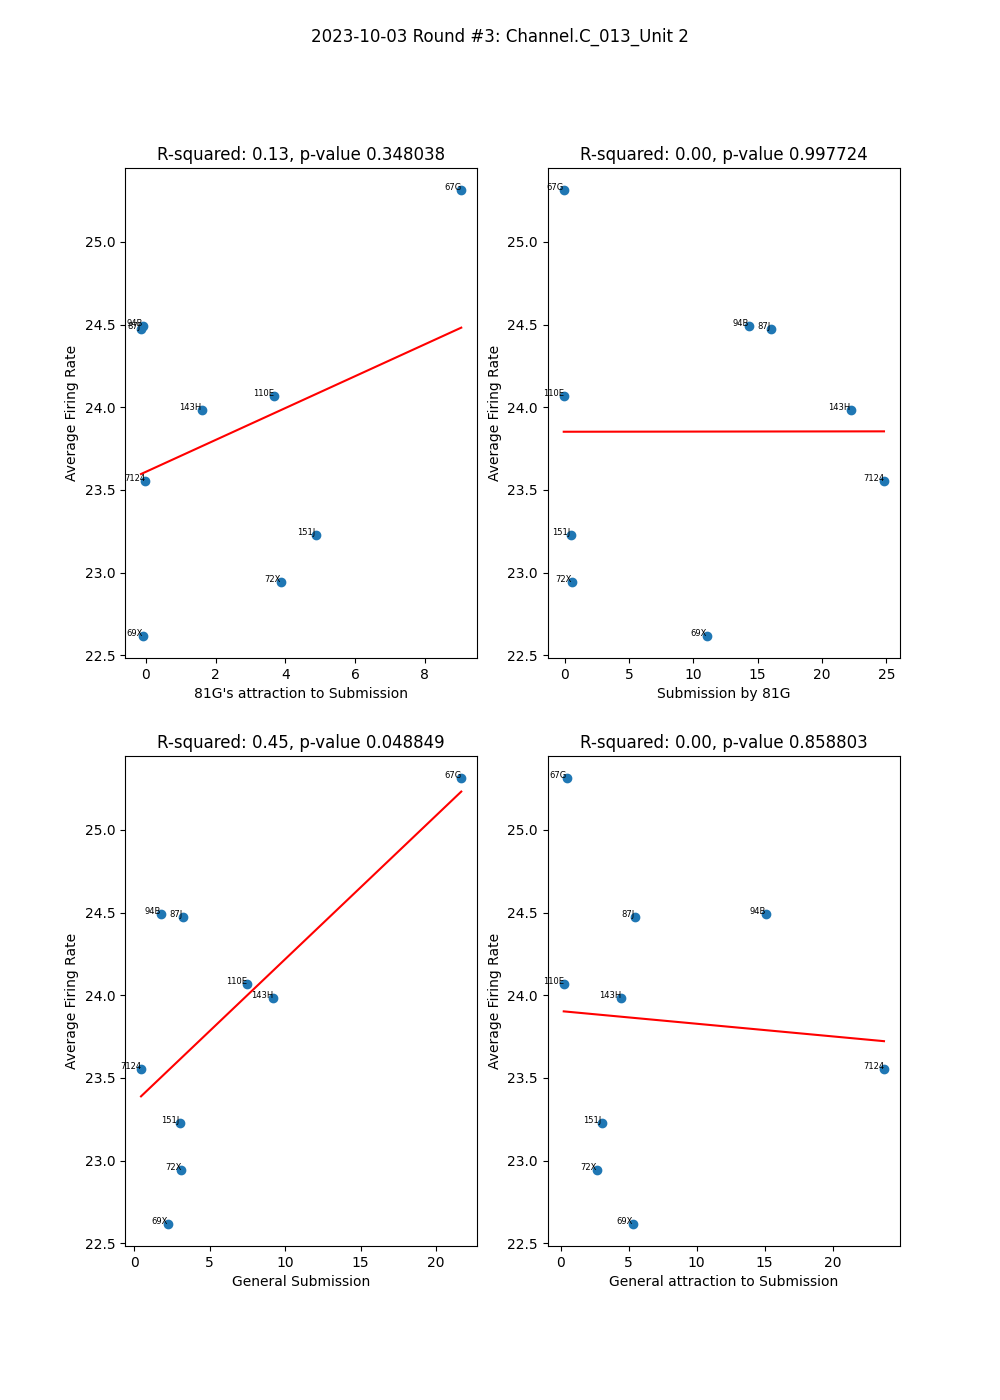 2023-10-03 Round #3: Channel.C_013_Unit 2
R-squared: 0.13, p-value 0.348038
Average Firing Rate
25.0
24.5
24.0
23.5
23.0
22.5
67G
94B
87J
110E
143H
7124
151J
72X
69X
0 2 4 6 8
81G's attraction to Submission
R-squared: 0.00, p-value 0.997724
Average Firing Rate
25.0
24.5
24.0
23.5
23.0
22.5
67G
94B
87J
110E
143H
7124
151J
72X
69X
0 5 10 15 20 25
Submission by 81G
R-squared: 0.45, p-value 0.048849
Average Firing Rate
25.0
24.5
24.0
23.5
23.0
22.5
67G
94B
87J
110E
143H
7124
151J
72X
69X
0 5 10 15 20
General Submission
R-squared: 0.00, p-value 0.858803
Average Firing Rate
25.0
24.5
24.0
23.5
23.0
22.5
67G
94B
87J
110E
143H
7124
151J
72X
69X
0 5 10 15 20
General attraction to Submission